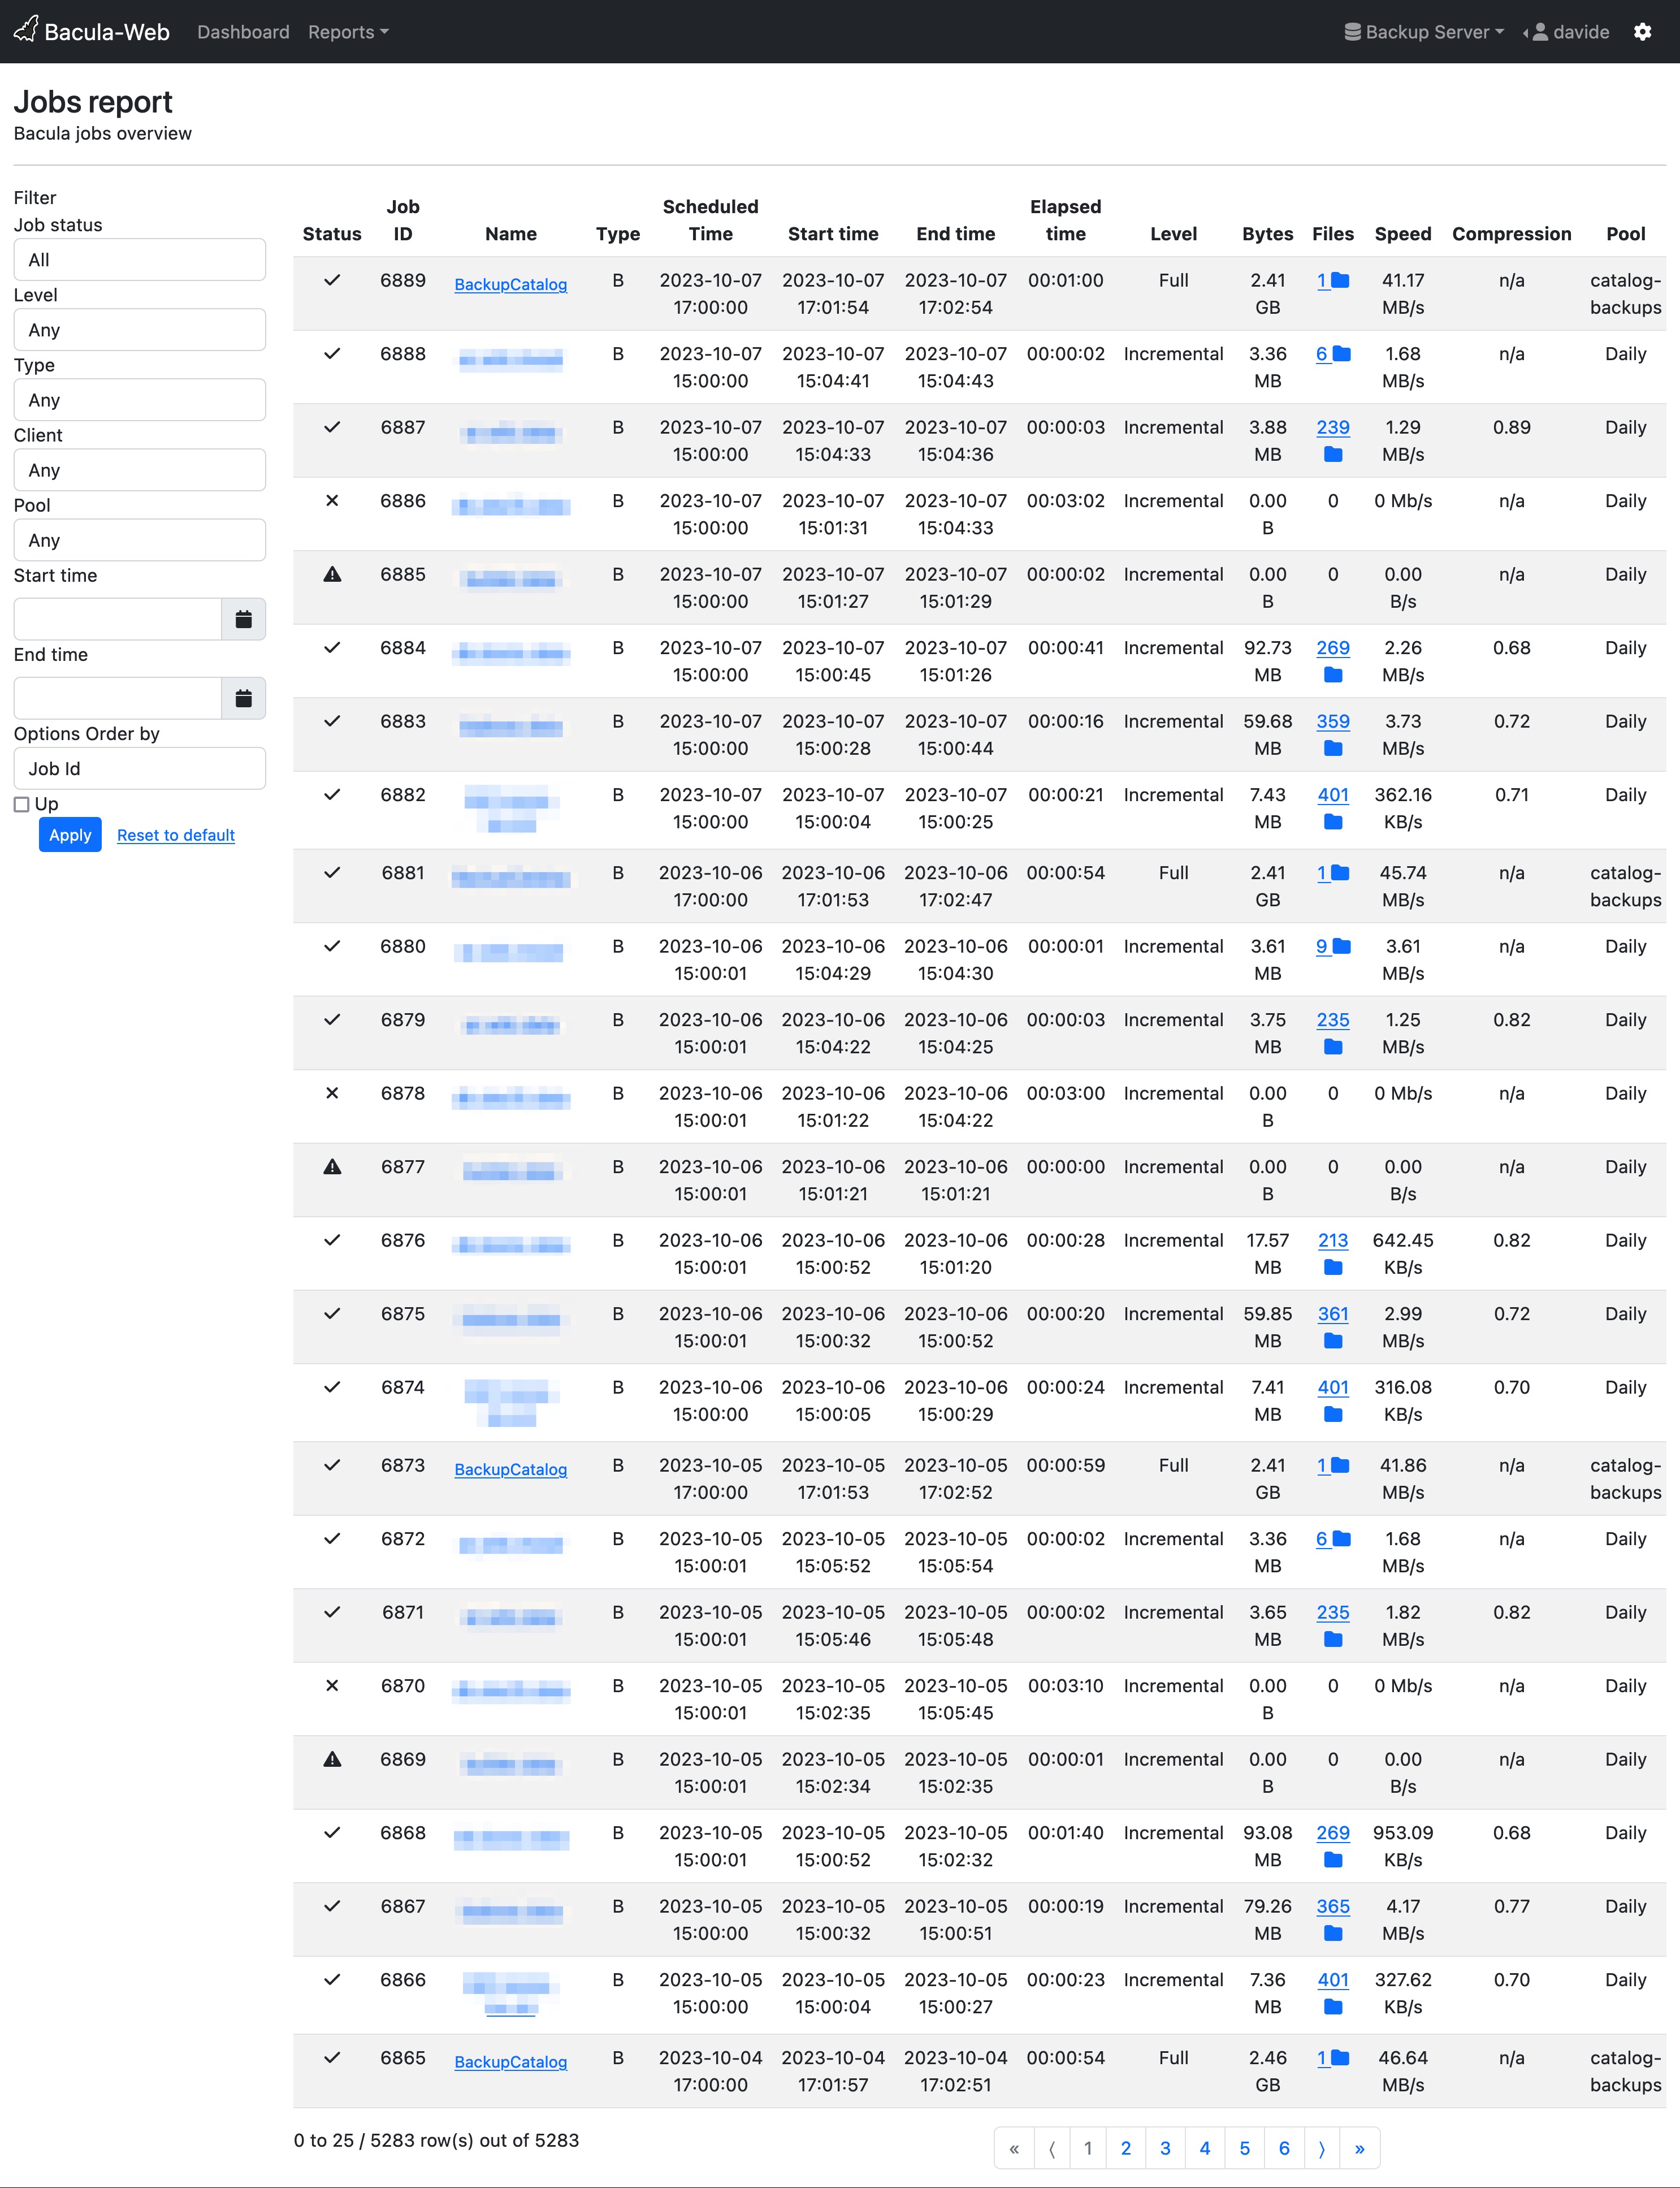 Bacula-Web Dashboard Reports Backup Server davide
Jobs report
Bacula jobs overview
Filter
Job status
All
Level
Any
Type
Any
Client
Any
Pool
Any
Start time
End time
Options Order by
Job Id
Up
Apply Reset to default
Job Scheduled Elapsed
Status ID Name Type Time Start time End time time Level Bytes Files Speed Compression Pool
6889 BackupCatalog B 2023-10-07 2023-10-07 2023-10-07 00:01:00 Full 2.41 1 41.17 n/a catalog-
17:00:00 17:01:54 17:02:54 GB MB/s backups
6888 B 2023-10-07 2023-10-07 2023-10-07 00:00:02 Incremental 3.36 6 1.68 n/a Daily
15:00:00 15:04:41 15:04:43 MB MB/s
6887 B 2023-10-07 2023-10-07 2023-10-07 00:00:03 Incremental 3.88 239 1.29 0.89 Daily
15:00:00 15:04:33 15:04:36 MB MB/s
6886 B 2023-10-07 2023-10-07 2023-10-07 00:03:02 Incremental 0.00 0 0 Mb/s n/a Daily
15:00:00 15:01:31 15:04:33 B
6885 B 2023-10-07 2023-10-07 2023-10-07 00:00:02 Incremental 0.00 0 0.00 n/a Daily
15:00:00 15:01:27 15:01:29 B B/s
6884 B 2023-10-07 2023-10-07 2023-10-07 00:00:41 Incremental 92.73 269 2.26 0.68 Daily
15:00:00 15:00:45 15:01:26 MB MB/s
6883 B 2023-10-07 2023-10-07 2023-10-07 00:00:16 Incremental 59.68 359 3.73 0.72 Daily
15:00:00 15:00:28 15:00:44 MB MB/s
6882 B 2023-10-07 2023-10-07 2023-10-07 00:00:21 Incremental 7.43 401 362.16 0.71 Daily
15:00:00 15:00:04 15:00:25 MB KB/s
6881 B 2023-10-06 2023-10-06 2023-10-06 00:00:54 Full 2.41 1 45.74 n/a catalog-
17:00:00 17:01:53 17:02:47 GB MB/s backups
6880 B 2023-10-06 2023-10-06 2023-10-06 00:00:01 Incremental 3.61 9 3.61 n/a Daily
15:00:01 15:04:29 15:04:30 MB MB/s
6879 B 2023-10-06 2023-10-06 2023-10-06 00:00:03 Incremental 3.75 235 1.25 0.82 Daily
15:00:01 15:04:22 15:04:25 MB MB/s
6878 B 2023-10-06 2023-10-06 2023-10-06 00:03:00 Incremental 0.00 0 0 Mb/s n/a Daily
15:00:01 15:01:22 15:04:22 B
6877 B 2023-10-06 2023-10-06 2023-10-06 00:00:00 Incremental 0.00 0 0.00 n/a Daily
15:00:01 15:01:21 15:01:21 B B/s
6876 B 2023-10-06 2023-10-06 2023-10-06 00:00:28 Incremental 17.57 213 642.45 0.82 Daily
15:00:01 15:00:52 15:01:20 MB KB/s
6875 B 2023-10-06 2023-10-06 2023-10-06 00:00:20 Incremental 59.85 361 2.99 0.72 Daily
15:00:01 15:00:32 15:00:52 MB MB/s
6874 B 2023-10-06 2023-10-06 2023-10-06 00:00:24 Incremental 7.41 401 316.08 0.70 Daily
15:00:00 15:00:05 15:00:29 MB KB/s
6873 BackupCatalog B 2023-10-05 2023-10-05 2023-10-05 00:00:59 Full 2.41 1 41.86 n/a catalog-
17:00:00 17:01:53 17:02:52 GB MB/s backups
6872 B 2023-10-05 2023-10-05 2023-10-05 00:00:02 Incremental 3.36 6 1.68 n/a Daily
15:00:01 15:05:52 15:05:54 MB MB/s
6871 B 2023-10-05 2023-10-05 2023-10-05 00:00:02 Incremental 3.65 235 1.82 0.82 Daily
15:00:01 15:05:46 15:05:48 MB MB/s
6870 B 2023-10-05 2023-10-05 2023-10-05 00:03:10 Incremental 0.00 0 0 Mb/s n/a Daily
15:00:01 15:02:35 15:05:45 B
6869 B 2023-10-05 2023-10-05 2023-10-05 00:00:01 Incremental 0.00 0 0.00 n/a Daily
15:00:01 15:02:34 15:02:35 B B/s
6868 B 2023-10-05 2023-10-05 2023-10-05 00:01:40 Incremental 93.08 269 953.09 0.68 Daily
15:00:01 15:00:52 15:02:32 MB KB/s
6867 B 2023-10-05 2023-10-05 2023-10-05 00:00:19 Incremental 79.26 365 4.17 0.77 Daily
15:00:00 15:00:32 15:00:51 MB MB/s
6866 B 2023-10-05 2023-10-05 2023-10-05 00:00:23 Incremental 7.36 401 327.62 0.70 Daily
15:00:00 15:00:04 15:00:27 MB KB/s
6865 BackupCatalog B 2023-10-04 2023-10-04 2023-10-04 00:00:54 Full 2.46 1 46.64 n/a catalog-
17:00:00 17:01:57 17:02:51 GB MB/s backups
0 to 25 / 5283 row(s) out of 5283 « ⟨ 1 2 3 4 5 6 ⟩ »